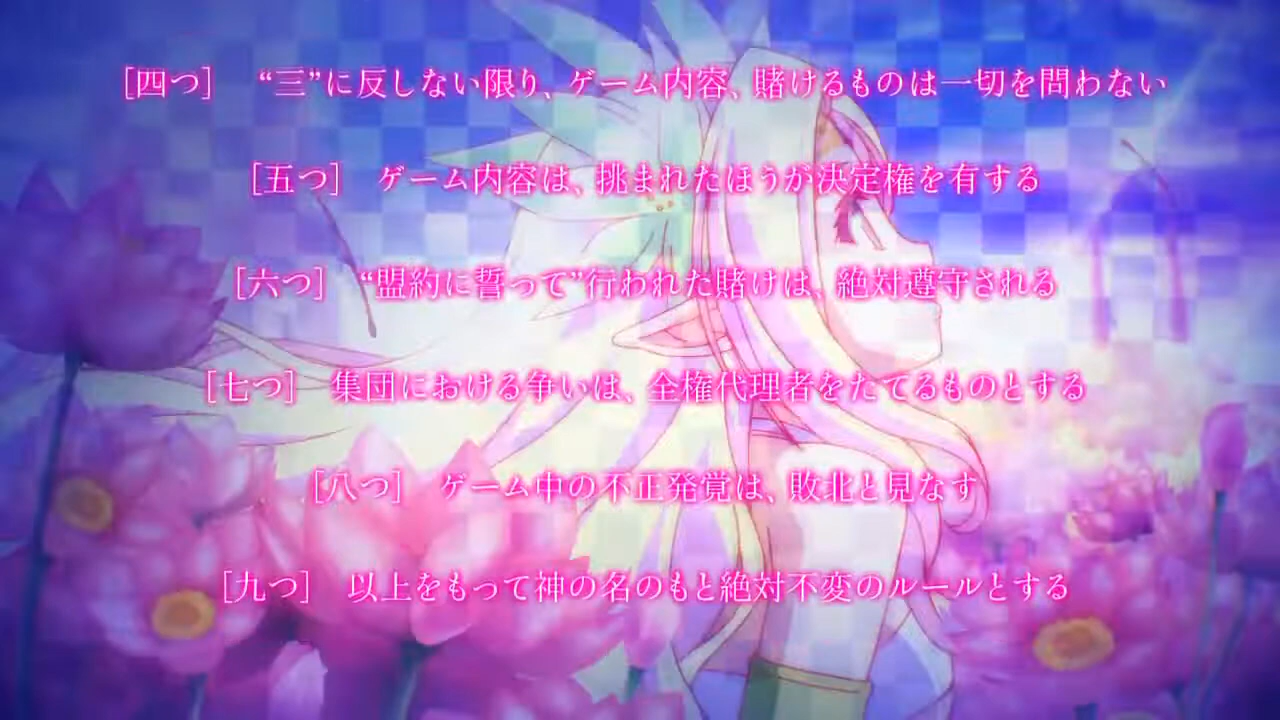 [四つ] “三”に反しない限り、ゲーム内容、賭けるものは一切を問わない
[五つ] ゲーム内容は、挑まれたほうが決定権を有する
[六つ] “盟約に誓って”行われた賭けは、絶対遵守される
[七つ] 集団における争いは、全権代理者をたてるものとする
[八つ] ゲーム中の不正発覚は、敗北と見なす
[九つ] 以上をもって神の名のもと絶対不変のルールとする